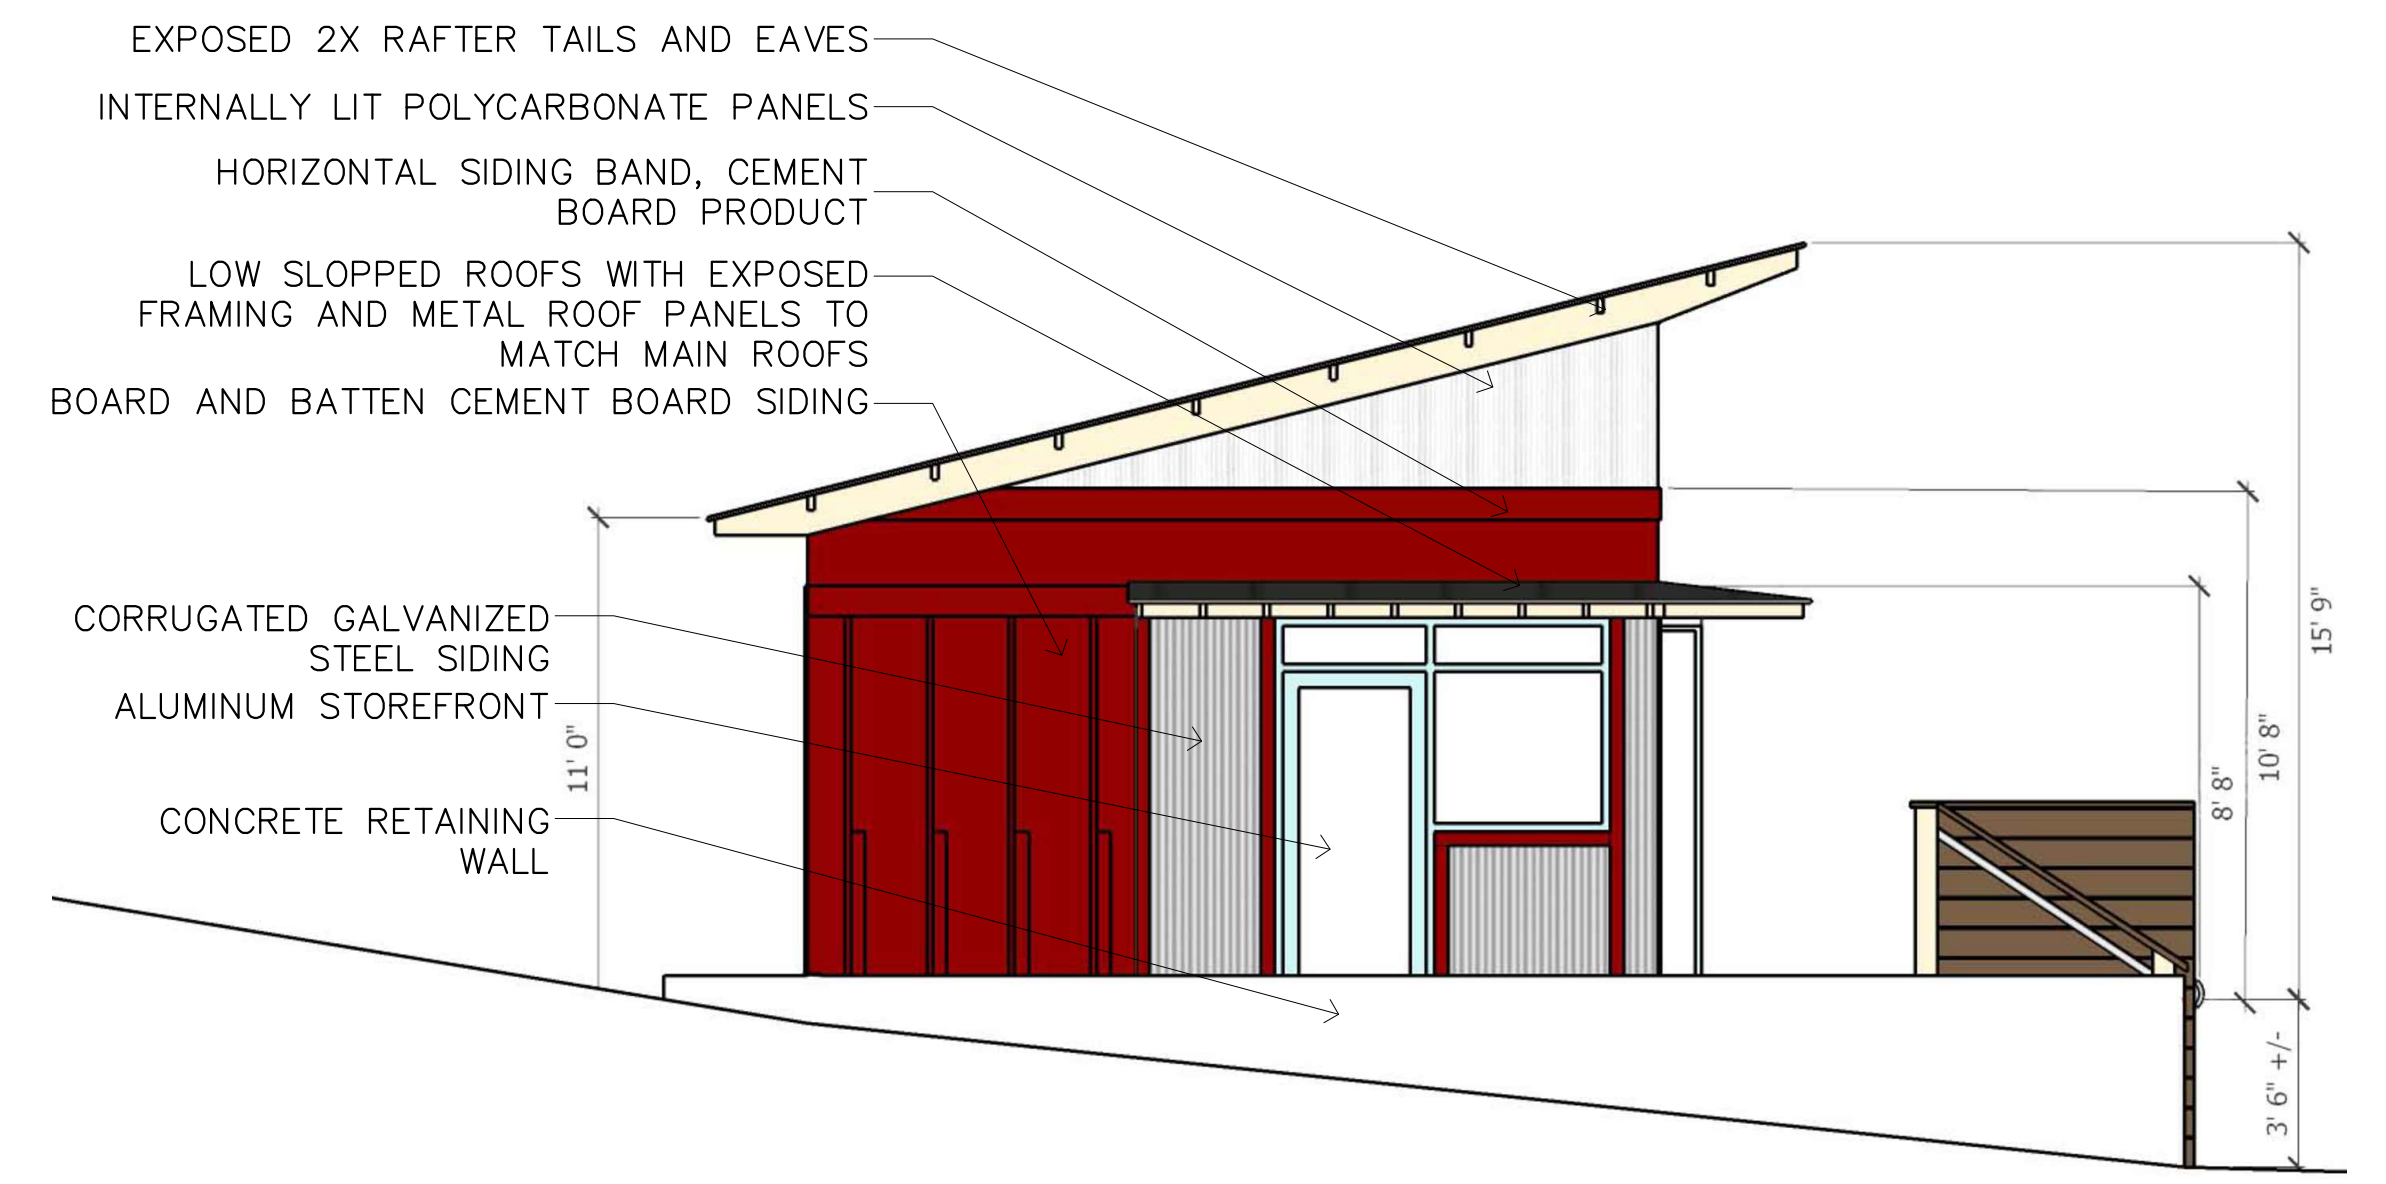 EXPOSED 2X RAFTER TAILS AND EAVES
INTERNALLY LIT POLYCARBONATE PANELS
HORIZONTAL SIDING BAND, CEMENT
BOARD PRODUCT
LOW SLOPPED ROOFS WITH EXPOSED
FRAMING AND METAL ROOF PANELS TO
MATCH MAIN ROOFS
BOARD AND BATTEN CEMENT BOARD SIDING
CORRUGATED GALVANIZED
STEEL SIDING
ALUMINUM STOREFRONT
CONCRETE RETAINING
WALL
11' 0"
8' 8"
10' 8"
15' 9"
3' 6" +/-